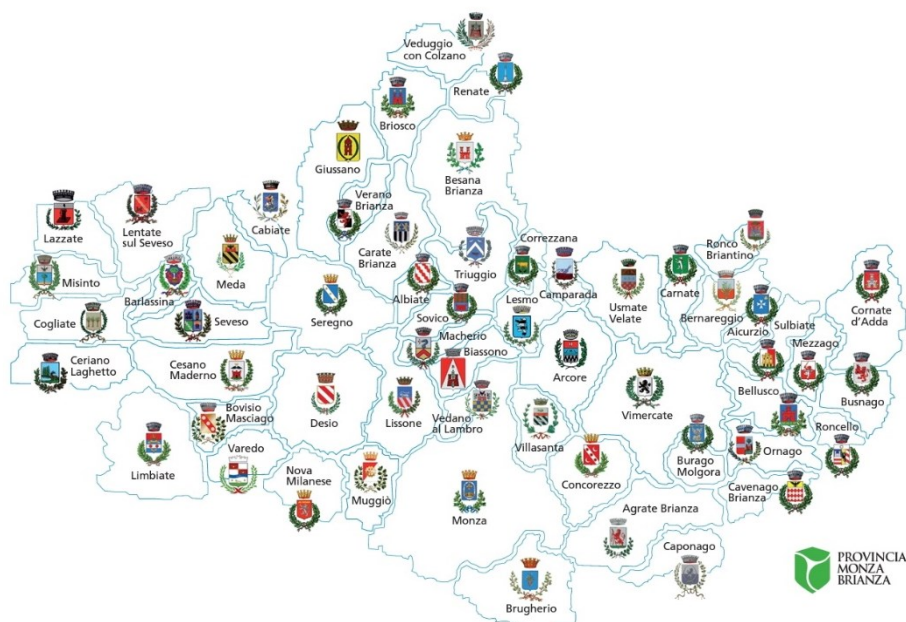 Veduggio
con Colzano
Renate
Briosco
Giussano
Besana
Brianza
Verano
Brianza
Cabiate
Lentate
sul Seveso
Lazzate
Carate
Brianza
Meda
Triuggio
Correzzana
Ronco
Briantino
Misinto
Barlassina
Albiate
Lesmo
Camparada
Usmate
Velate
Carnate
Bernareggio
Cornate
d'Adda
Seregno
Sovico
Aicurzio
Sulbiate
Cogliate
Seveso
Macherio
Mezzago
Biassono
Ceriano
Laghetto
Cesano
Maderno
Arcore
Bellusco
Busnago
Vimercate
Desio
Lissone
Vedano
al Lambro
Bovisio
Masciago
Villasanta
Roncello
Limbiate
Varedo
Burago
Molgora
Ornago
Nova
Milanese
Muggiò
Concorezzo
Cavenago
Brianza
Monza
Agrate Brianza
Caponago
Brugherio
PROVINCIA
MONZA
BRIANZA